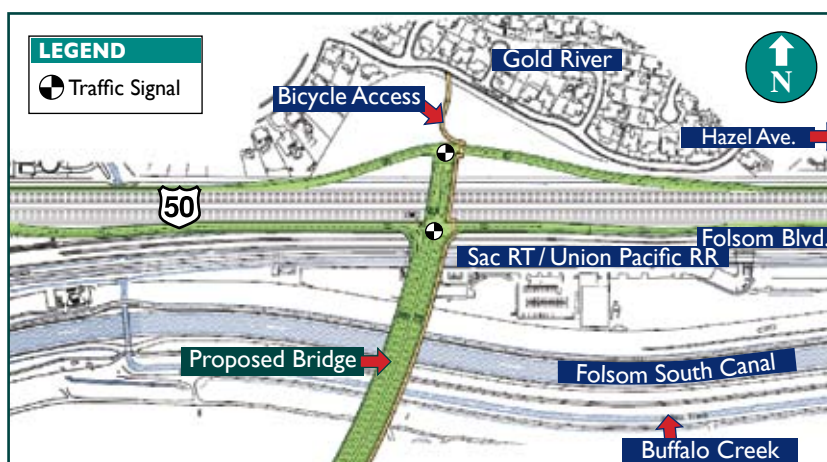 LEGEND
Traffic Signal
Gold River
N
Bicycle Access
Hazel Ave.
50
Folsom Blvd.
Sac RT / Union Pacific RR
Proposed Bridge
Folsom South Canal
Buffalo Creek